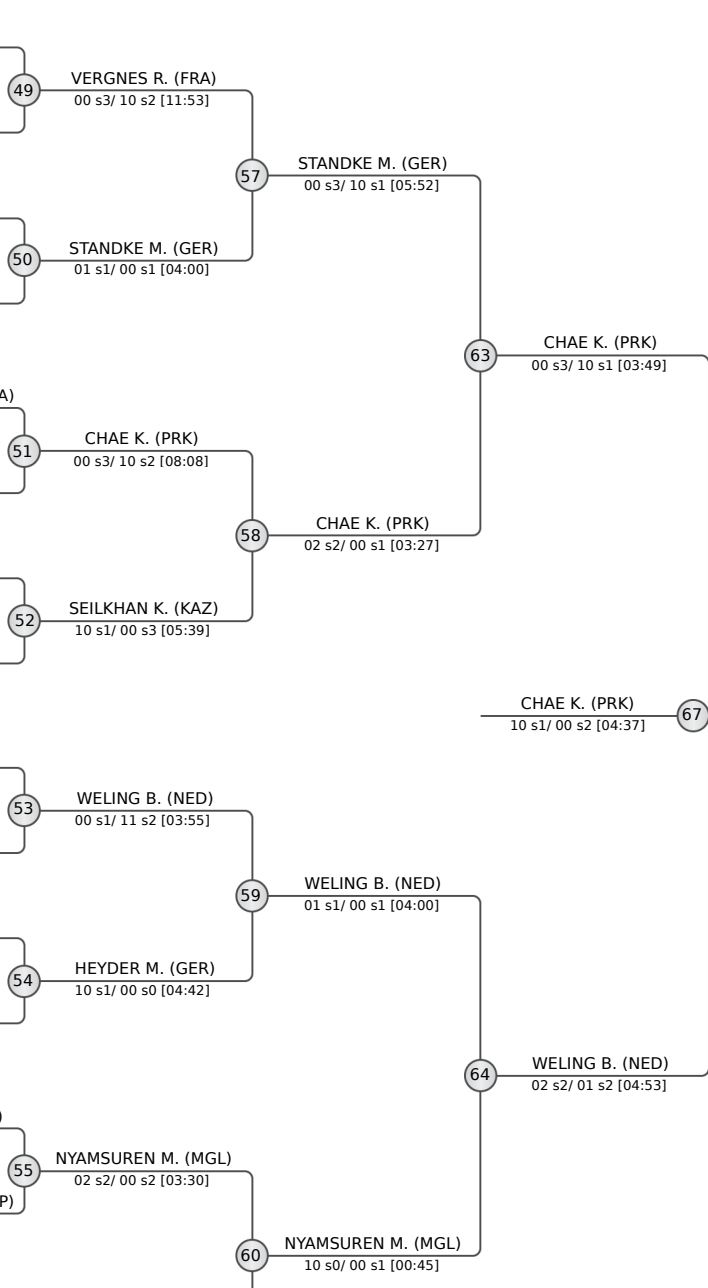 VERGNES R. (FRA)
49
00 s3/ 10 s2 [11:53]
STANDKE M. (GER)
57
00 s3/ 10 s1 [05:52]
STANDKE M. (GER)
50
01 s1/ 00 s1 [04:00]
CHAE K. (PRK)
63
00 s3/ 10 s1 [03:49]
A)
CHAE K. (PRK)
51
00 s3/ 10 s2 [08:08]
CHAE K. (PRK)
58
02 s2/ 00 s1 [03:27]
SEILKHAN K. (KAZ)
52
10 s1/ 00 s3 [05:39]
CHAE K. (PRK)
67
10 s1/ 00 s2 [04:37]
WELING B. (NED)
53
00 s1/ 11 s2 [03:55]
WELING B. (NED)
59
01 s1/ 00 s1 [04:00]
HEYDER M. (GER)
54
10 s1/ 00 s0 [04:42]
WELING B. (NED)
64
02 s2/ 01 s2 [04:53]
)
NYAMSUREN M. (MGL)
55
02 s2/ 00 s2 [03:30]
P)
NYAMSUREN M. (MGL)
60
10 s0/ 00 s1 [00:45]